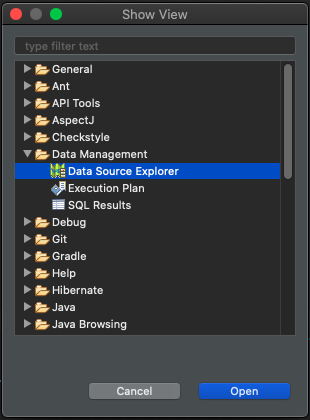 Show View
type filter text
General
Ant
API Tools
AspectJ
Checkstyle
Data Management
Data Source Explorer
Execution Plan
SQL Results
Debug
Git
Gradle
Help
Hibernate
Java
Java Browsing
Cancel
Open